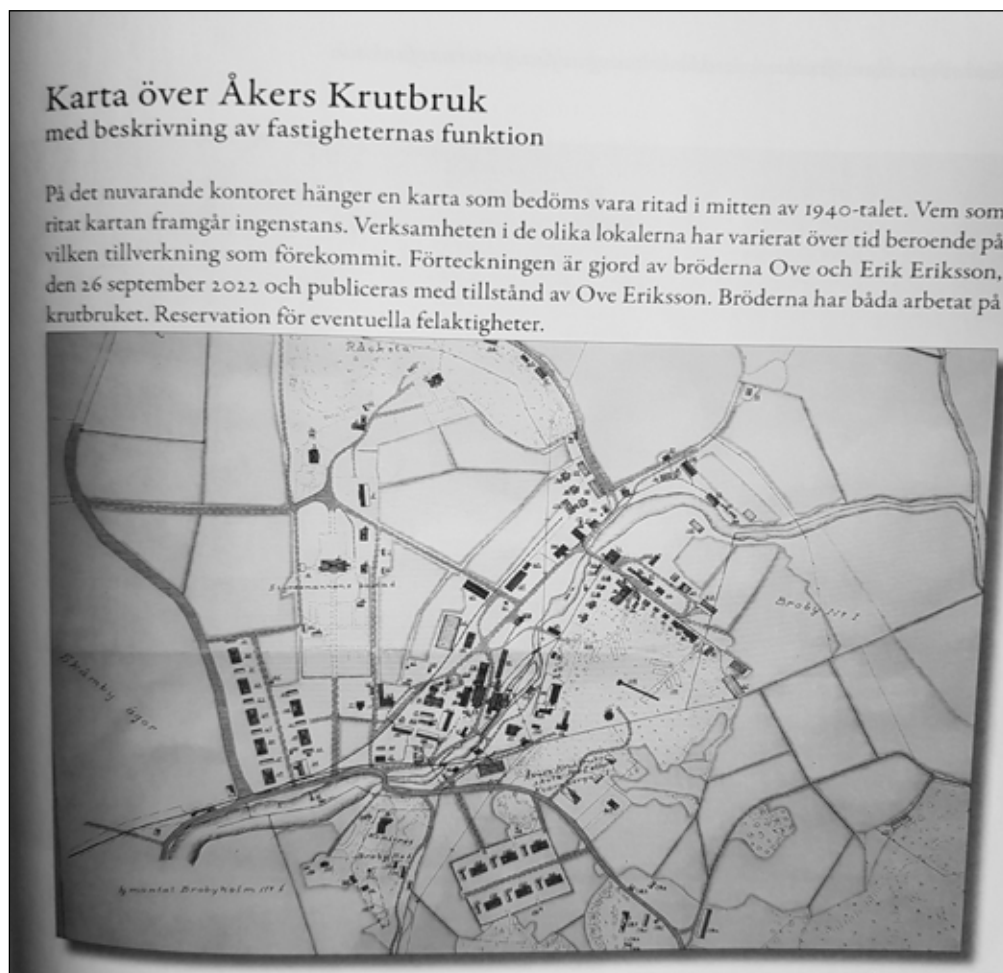 Karta över Åkers Krutbruk
med beskrivning av fastigheternas funktion
På det nuvarande kontoret hänger en karta som bedöms vara ritad i mitten av 1940-talet. Vem som
ritat kartan framgår ingenstans. Verksamheten i de olika lokalerna har varierat över tid beroende på
vilken tillverkning som förekommit. Förteckningen är gjord av bröderna Ove och Erik Eriksson,
den 26 september 2022 och publiceras med tillstånd av Ove Eriksson. Bröderna har båda arbetat på
krutbruket. Reservation för eventuella felaktigheter.
Råcksta
bostad
Broby
Skämby ägor
Brobyholm